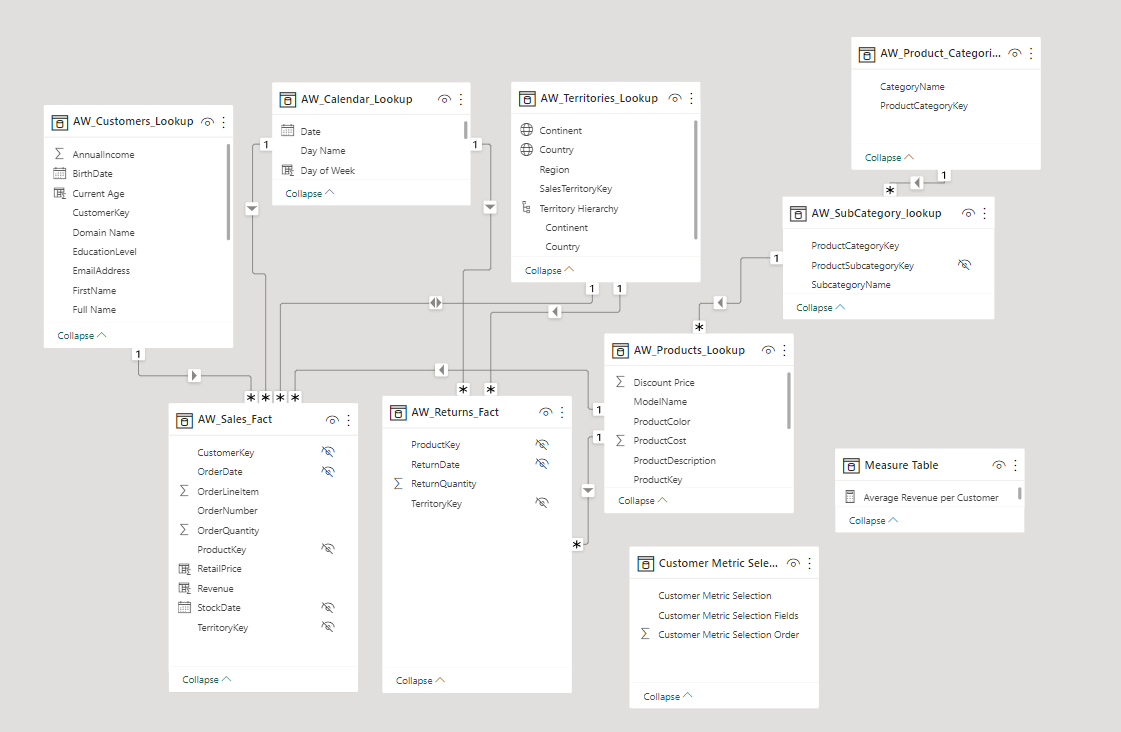 AW_Customers_Lookup
AnnualIncome
BirthDate
Current Age
CustomerKey
Domain Name
EducationLevel
EmailAddress
FirstName
Full Name
Collapse
1
AW_Calendar_Lookup
Date
Day Name
Day of Week
Collapse
1
1
AW_Territories_Lookup
Continent
Country
Region
SalesTerritoryKey
Territory Hierarchy
Continent
Country
Collapse
1
1
AW_Product_Categori...
CategoryName
ProductCategoryKey
Collapse
1
*
AW_SubCategory_lookup
ProductCategoryKey
ProductSubcategoryKey
SubcategoryName
Collapse
1
*
AW_Products_Lookup
Discount Price
ModelName
ProductColor
ProductCost
ProductDescription
ProductKey
Collapse
1
1
*
* * * *
AW_Sales_Fact
CustomerKey
OrderDate
OrderLineItem
OrderNumber
OrderQuantity
ProductKey
RetailPrice
Revenue
StockDate
TerritoryKey
Collapse
* *
AW_Returns_Fact
ProductKey
ReturnDate
ReturnQuantity
TerritoryKey
Collapse
Measure Table
Average Revenue per Customer
Collapse
Customer Metric Sele...
Customer Metric Selection
Customer Metric Selection Fields
Customer Metric Selection Order
Collapse